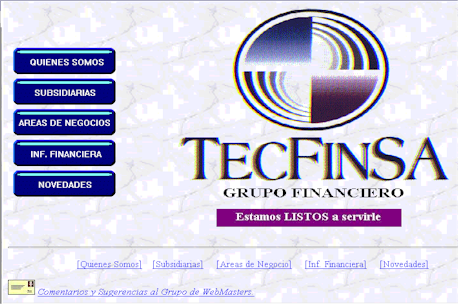 QUIENES SOMOS
SUBSIDIARIAS
AREAS DE NEGOCIOS
INF. FINANCIERA
NOVEDADES
TECFINSA
GRUPO FINANCIERO
Estamos LISTOS a servirle
[Quienes Somos] [Subsidiarias] [Areas de Negocio] [Inf. Financiera] [Novedades]
Comentarios y Sugerencias al Grupo de WebMasters.